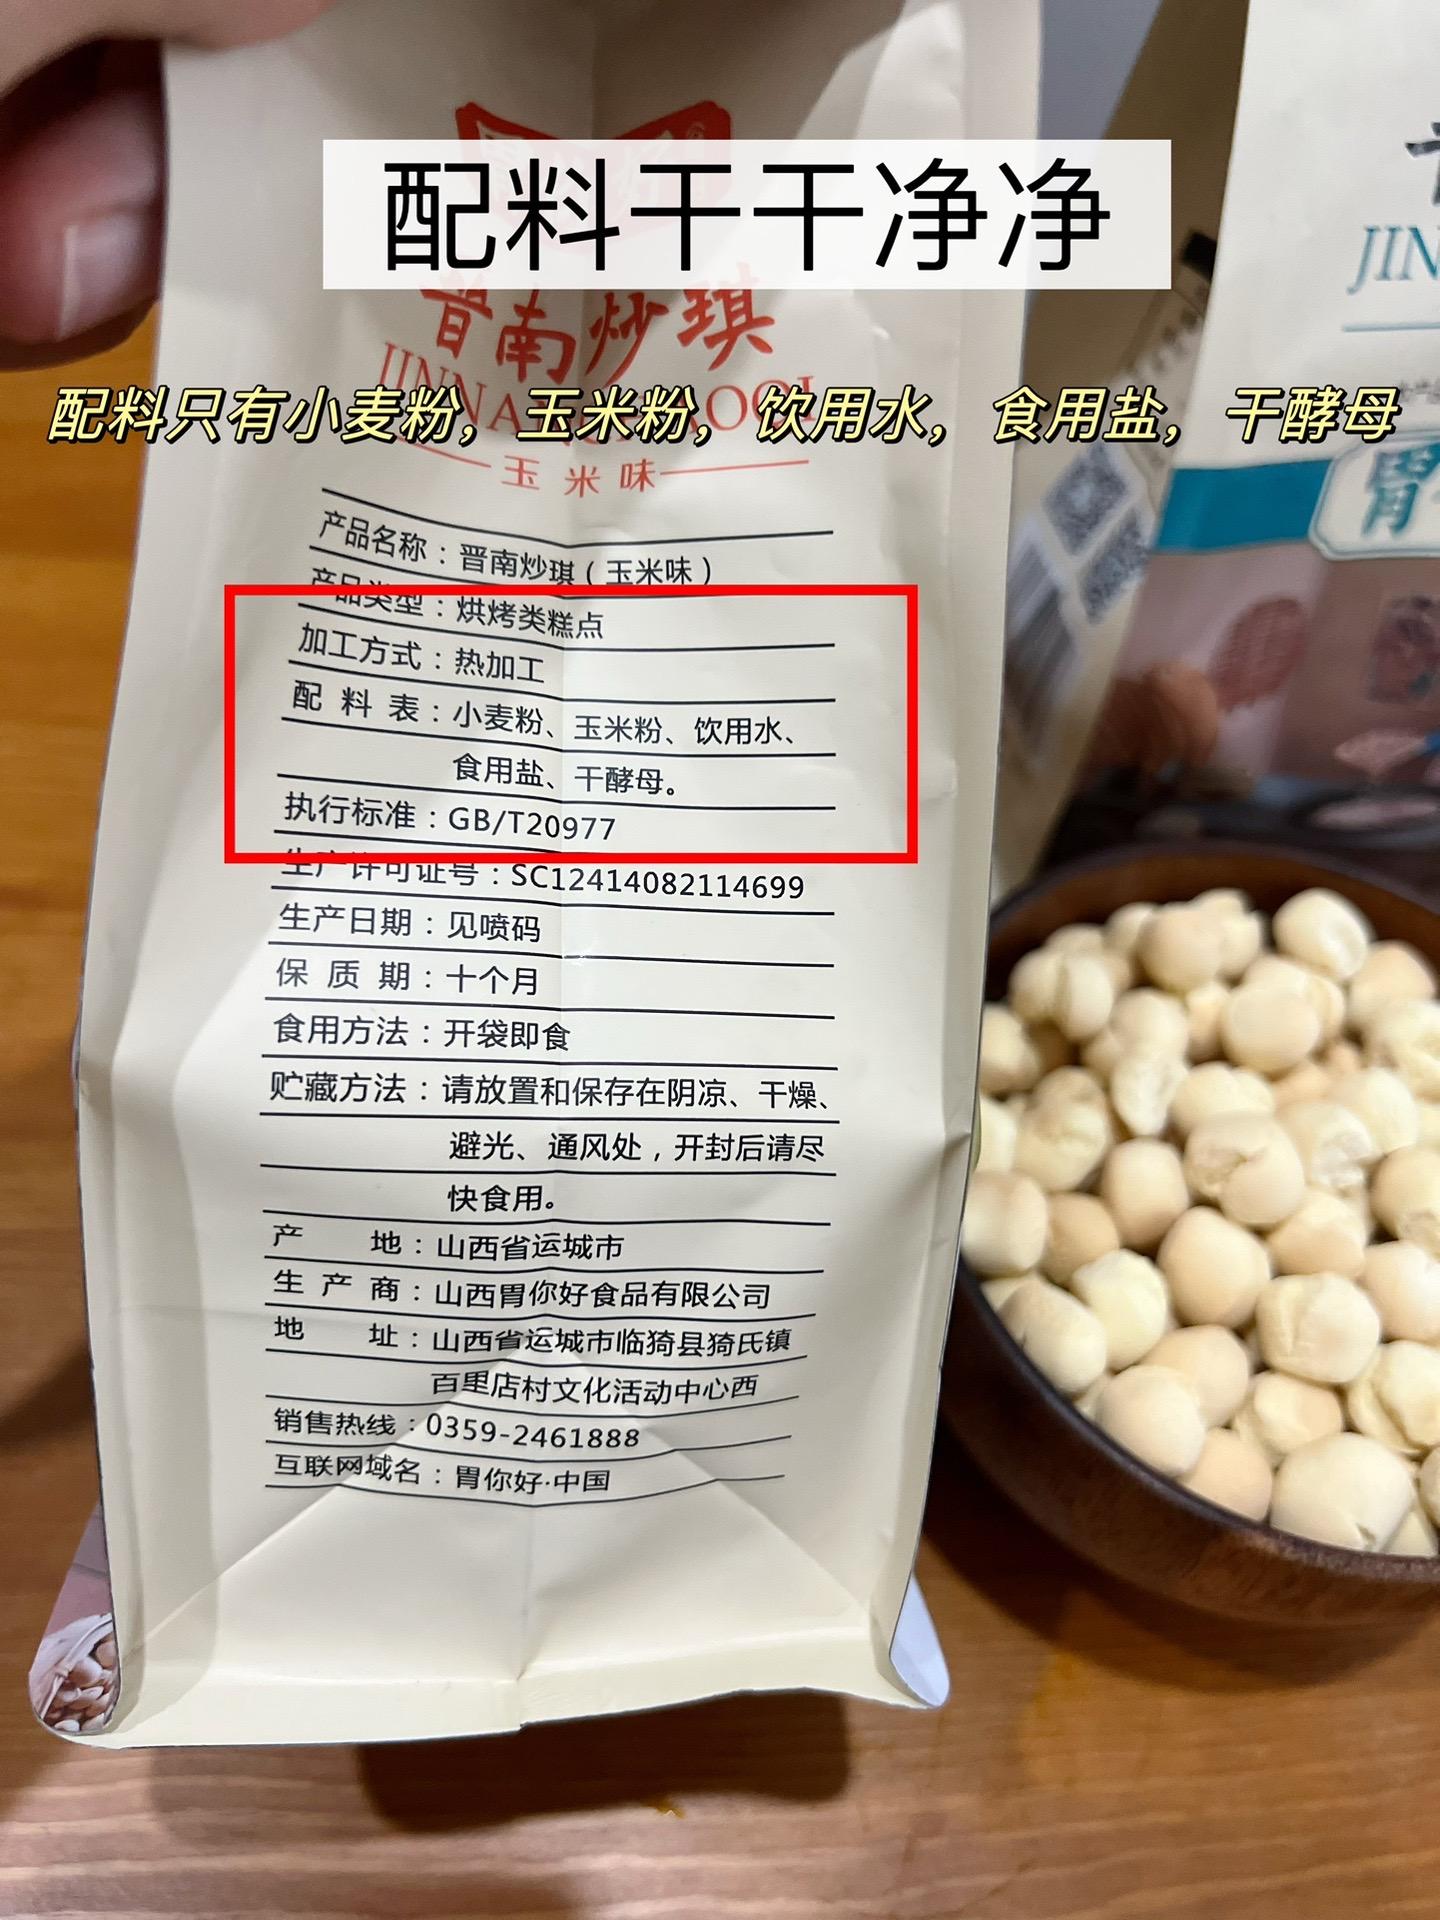 配料干干净净
晋南炒琪
配料只有小麦粉，玉米粉，饮用水，食用盐，干酵母
玉米味
产品名称：晋南炒琪（玉米味）
产品类型：烘烤类糕点
加工方式：热加工
配料表：小麦粉、玉米粉、饮用水、
食用盐、干酵母。
执行标准：GB/T20977
生产许可证号：SC12414082114699
生产日期：见喷码
保质期：十个月
食用方法：开袋即食
贮藏方法：请放置和保存在阴凉、干燥、
避光、通风处，开封后请尽
快食用。
产地：山西省运城市
生产商：山西胃你好食品有限公司
地址：山西省运城市临猗县猗氏镇
百里店村文化活动中心西
销售热线：0359-2461888
互联网域名：胃你好·中国
JIN
胃